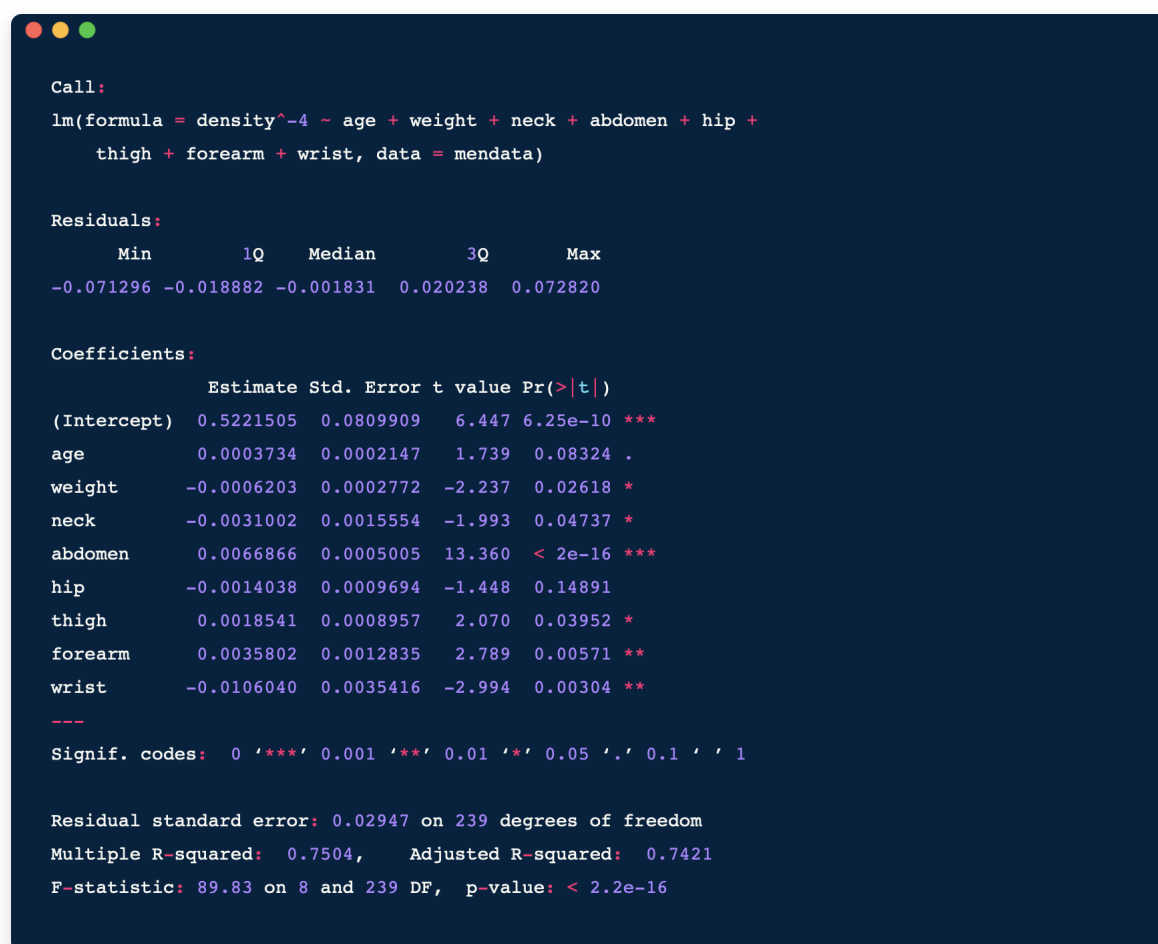 Call:
lm(formula = density^-4 ~ age + weight + neck + abdomen + hip +
    thigh + forearm + wrist, data = mendata)
Residuals:
      Min        1Q    Median        3Q       Max
-0.071296 -0.018882 -0.001831  0.020238  0.072820
Coefficients:
              Estimate Std. Error t value Pr(>|t|)
(Intercept)  0.5221505  0.0809909   6.447 6.25e-10 ***
age          0.0003734  0.0002147   1.739  0.08324 .
weight      -0.0006203  0.0002772  -2.237  0.02618 *
neck        -0.0031002  0.0015554  -1.993  0.04737 *
abdomen      0.0066866  0.0005005  13.360  < 2e-16 ***
hip         -0.0014038  0.0009694  -1.448  0.14891
thigh        0.0018541  0.0008957   2.070  0.03952 *
forearm      0.0035802  0.0012835   2.789  0.00571 **
wrist       -0.0106040  0.0035416  -2.994  0.00304 **
---
Signif. codes:  0 ‘***’ 0.001 ‘**’ 0.01 ‘*’ 0.05 ‘.’ 0.1 ‘ ’ 1
Residual standard error: 0.02947 on 239 degrees of freedom
Multiple R-squared:  0.7504,    Adjusted R-squared:  0.7421
F-statistic: 89.83 on 8 and 239 DF,  p-value: < 2.2e-16